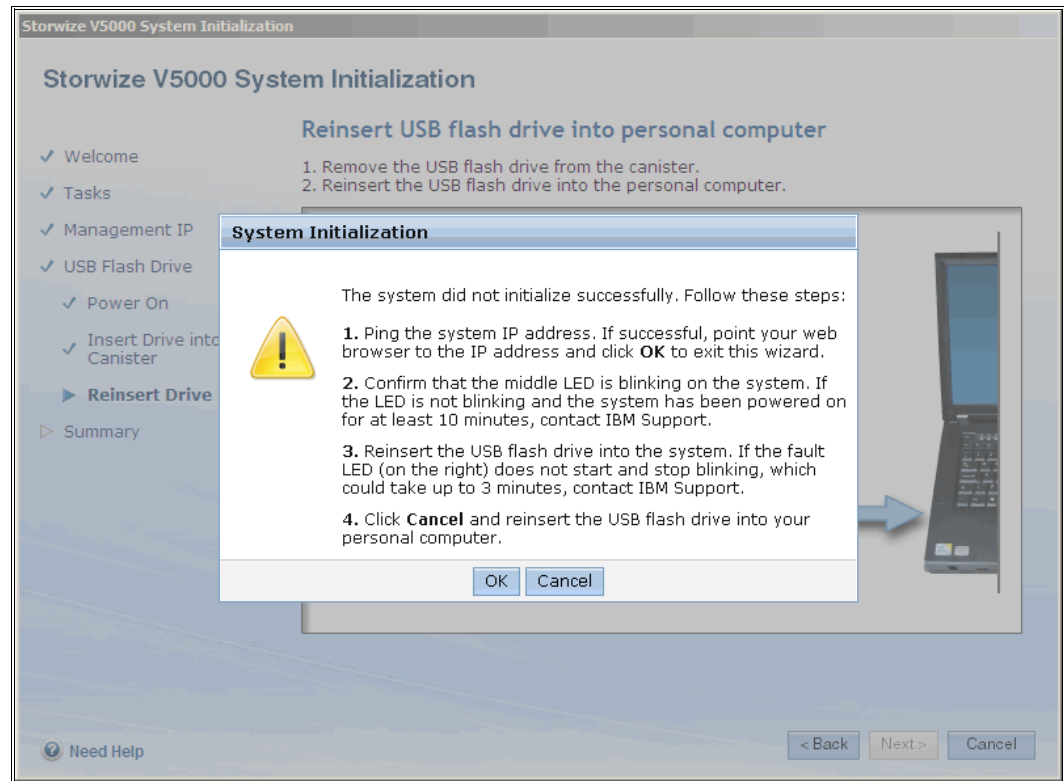 Storwize V5000 System Initialization
Storwize V5000 System Initialization
Reinsert USB flash drive into personal computer
1. Remove the USB flash drive from the canister.
2. Reinsert the USB flash drive into the personal computer.
Welcome
Tasks
Management IP
USB Flash Drive
Power On
Insert Drive into
Canister
Reinsert Drive
Summary
System Initialization
The system did not initialize successfully. Follow these steps:
1. Ping the system IP address. If successful, point your web
browser to the IP address and click OK to exit this wizard.
2. Confirm that the middle LED is blinking on the system. If
the LED is not blinking and the system has been powered on
for at least 10 minutes, contact IBM Support.
3. Reinsert the USB flash drive into the system. If the fault
LED (on the right) does not start and stop blinking, which
could take up to 3 minutes, contact IBM Support.
4. Click Cancel and reinsert the USB flash drive into your
personal computer.
OK Cancel
Need Help
< Back Next > Cancel